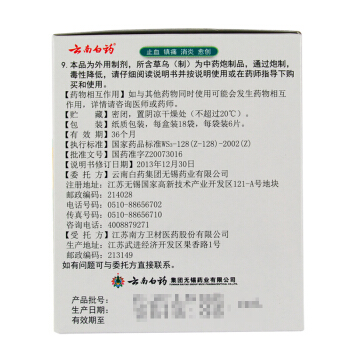 云南白药
止血 镇痛 消炎 愈创
9. 本品为外用制剂，所含草乌（制）为中药炮制品，通过炮制，
毒性降低，请仔细阅读说明书并按说明使用或在药师指导下购
买和使用。
【药物相互作用】如与其他药物同时使用可能会发生药物相互
作用，详情请咨询医师或药师。
【贮　　藏】密闭，置阴凉干燥处（不超过20℃）。
【包　　装】纸质包装，每盒装18袋，每袋装6片。
【有 效 期】36个月
【执行标准】国家药品标准WS₃-128(Z-128)-2002(Z)
【批准文号】国药准字Z20073016
【说明书修订日期】2013年12月30日
【委 托 方】云南白药集团无锡药业有限公司
注册地址：江苏无锡国家高新技术产业开发区121-A号地块
邮政编码：214028
电话号码：0510-88656702
传真号码：0510-88656710
咨询电话：4008879271
【受 托 方】江苏南方卫材医药股份有限公司
生产地址：江苏武进经济开发区果香路1号
邮政编码：213149
如有问题可与委托方直接联系。
云南白药 集团无锡药业有限公司
YUNNAN BAIYAO
产品批号：
生产日期：
有效期至